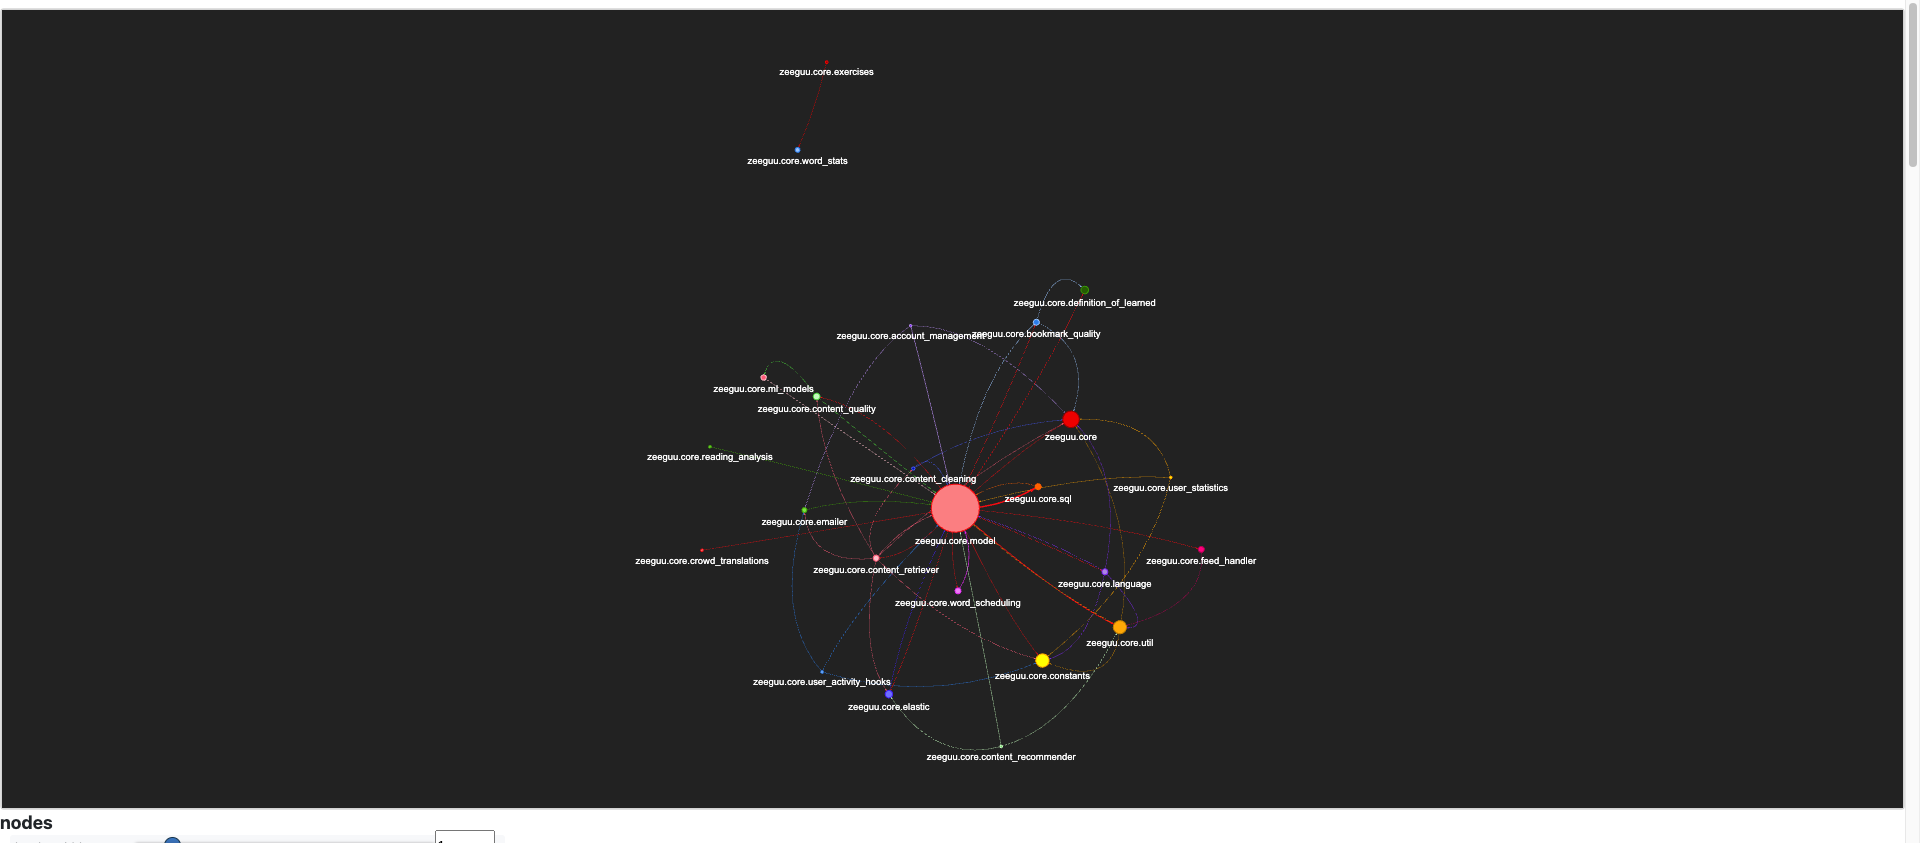 zeeguu.core.exercises
zeeguu.core.word_stats
zeeguu.core.definition_of_learned
zeeguu.core.account_management
zeeguu.core.bookmark_quality
zeeguu.core.ml_models
zeeguu.core.content_quality
zeeguu.core
zeeguu.core.reading_analysis
zeeguu.core.content_cleaning
zeeguu.core.user_statistics
zeeguu.core.sql
zeeguu.core.emailer
zeeguu.core.model
zeeguu.core.crowd_translations
zeeguu.core.feed_handler
zeeguu.core.content_retriever
zeeguu.core.language
zeeguu.core.word_scheduling
zeeguu.core.util
zeeguu.core.constants
zeeguu.core.user_activity_hooks
zeeguu.core.elastic
zeeguu.core.content_recommender
nodes